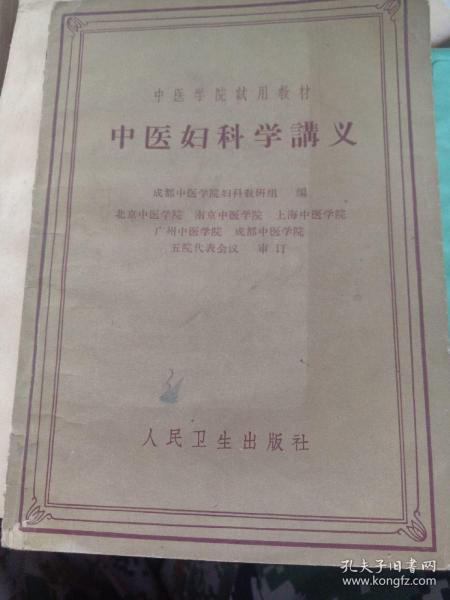 中医学院試用教材
中医妇科学講义
成都中医学院妇科教研组 編
北京中医学院 南京中医学院 上海中医学院
广州中医学院 成都中医学院
五院代表会议 审订
人民卫生出版社
孔夫子旧书网
www.kongfz.com